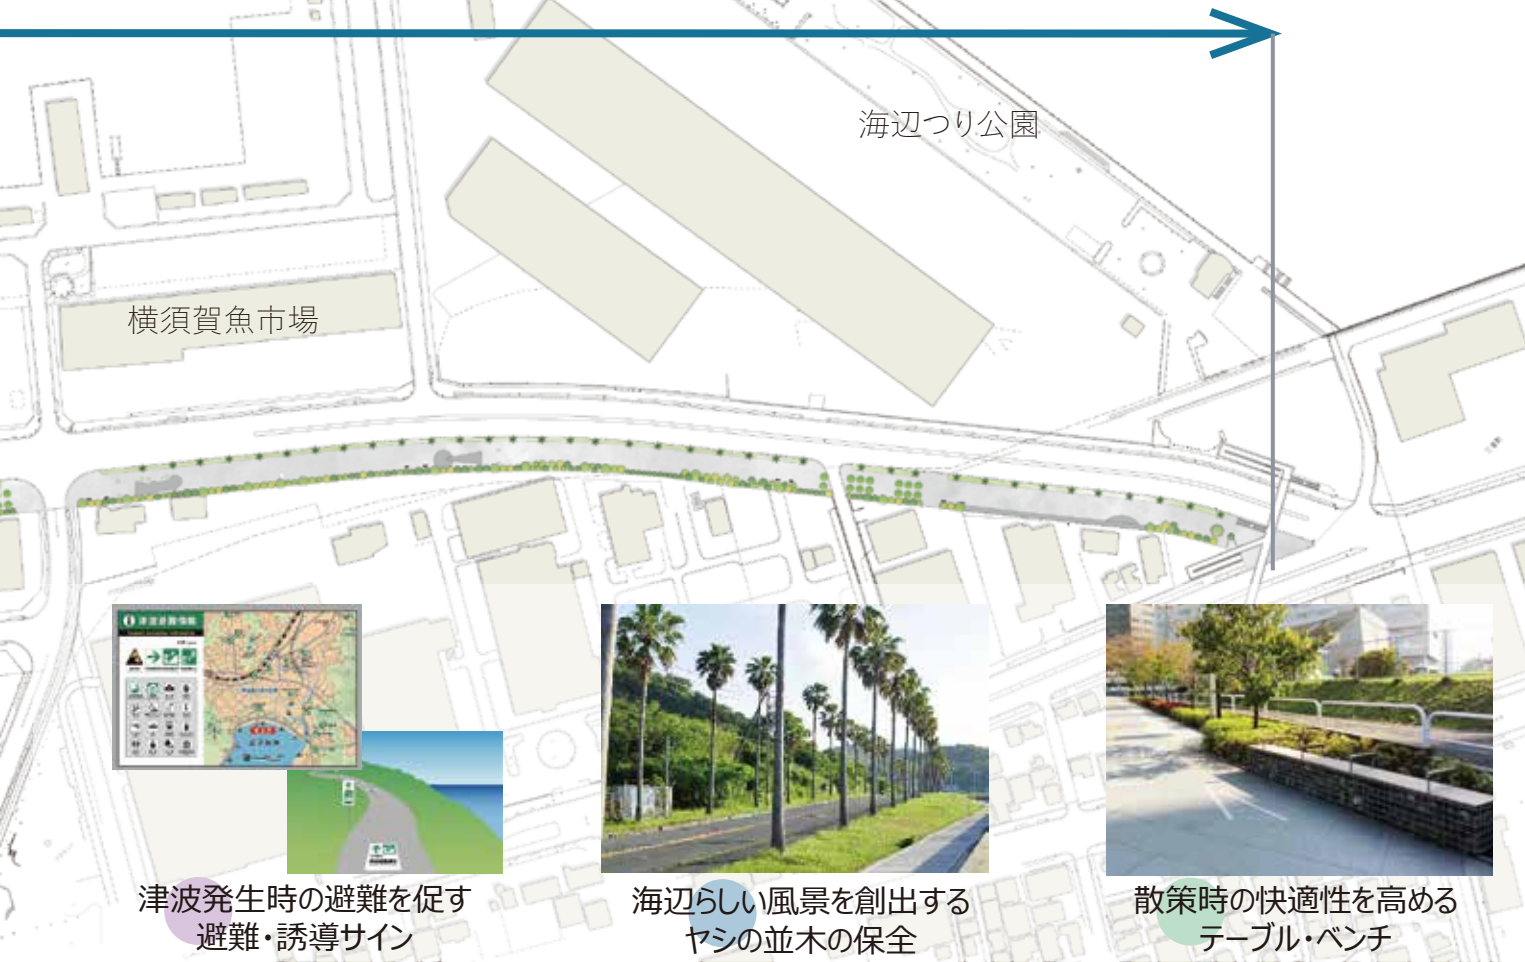 海辺つり公園
横須賀魚市場
津波発生時の避難を促す
避難・誘導サイン
海辺らしい風景を創出する
ヤシの並木の保全
散策時の快適性を高める
テーブル・ベンチ